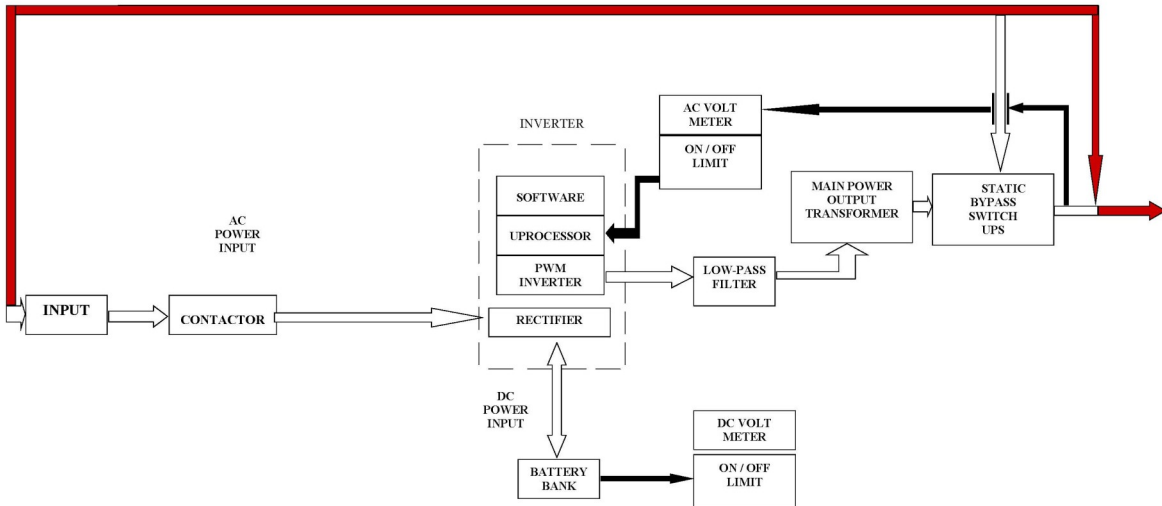 INVERTER
AC VOLT
METER
ON / OFF
LIMIT
SOFTWARE
UPROCESSOR
PWM
INVERTER
RECTIFIER
AC
POWER
INPUT
INPUT
CONTACTOR
LOW-PASS
FILTER
MAIN POWER
OUTPUT
TRANSFORMER
STATIC
BYPASS
SWITCH
UPS
DC
POWER
INPUT
BATTERY
BANK
DC VOLT
METER
ON / OFF
LIMIT